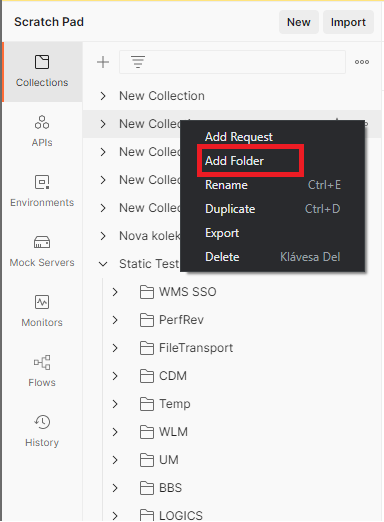 Scratch Pad
New
Import
Collections
APIs
Environments
Mock Servers
Monitors
Flows
History
New Collection
New Collec
New Collec
New Collec
New Collec
Nova kolek
Static Test
WMS SSO
PerfRev
FileTransport
CDM
Temp
WLM
UM
BBS
LOGICS
Add Request
Add Folder
Rename Ctrl+E
Duplicate Ctrl+D
Export
Delete Klávesa Del